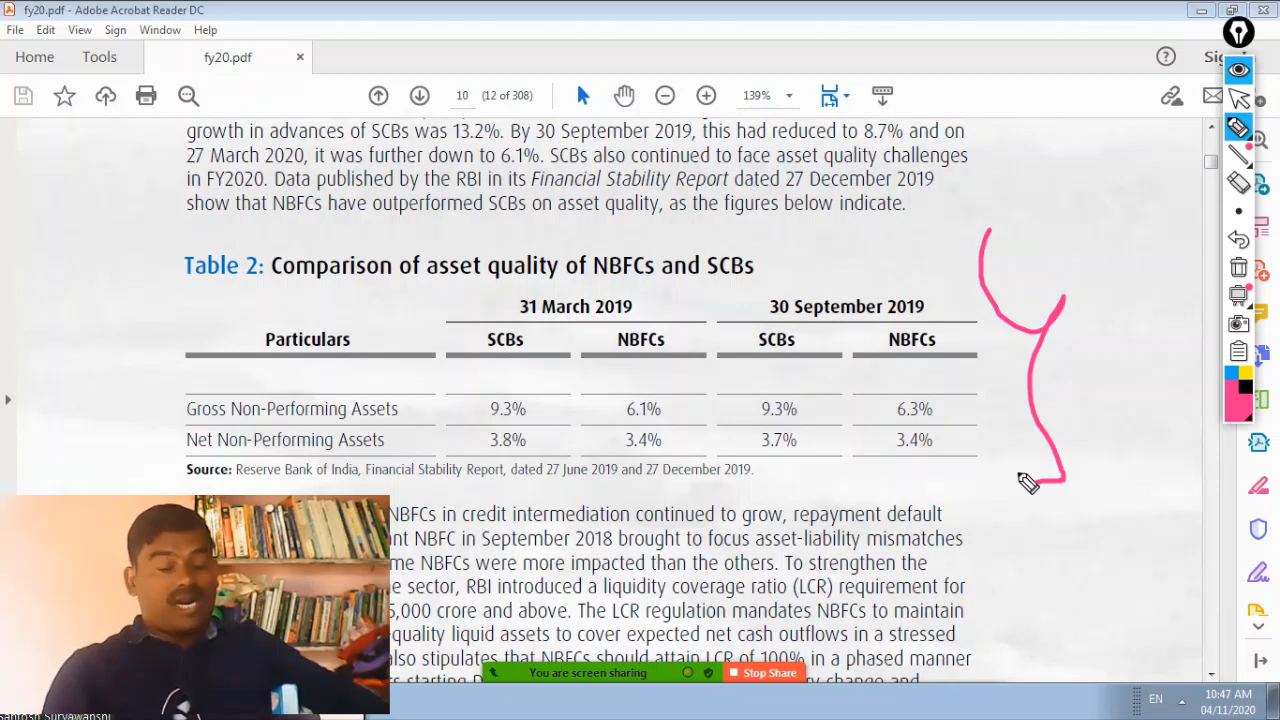 fy20.pdf - Adobe Acrobat Reader DC
File Edit View Sign Window Help
Home Tools fy20.pdf ×
10 (12 of 308) 139%
growth in advances of SCBs was 13.2%. By 30 September 2019, this had reduced to 8.7% and on
27 March 2020, it was further down to 6.1%. SCBs also continued to face asset quality challenges
in FY2020. Data published by the RBI in its Financial Stability Report dated 27 December 2019
show that NBFCs have outperformed SCBs on asset quality, as the figures below indicate.
Table 2: Comparison of asset quality of NBFCs and SCBs
31 March 2019 30 September 2019
Particulars SCBs NBFCs SCBs NBFCs
Gross Non-Performing Assets 9.3% 6.1% 9.3% 6.3%
Net Non-Performing Assets 3.8% 3.4% 3.7% 3.4%
Source: Reserve Bank of India, Financial Stability Report, dated 27 June 2019 and 27 December 2019.
NBFCs in credit intermediation continued to grow, repayment default
NBFC in September 2018 brought to focus asset-liability mismatches
NBFCs were more impacted than the others. To strengthen the
sector, RBI introduced a liquidity coverage ratio (LCR) requirement for
5,000 crore and above. The LCR regulation mandates NBFCs to maintain
quality liquid assets to cover expected net cash outflows in a stressed
also stipulates that NBFCs should attain LCR of 100% in a phased manner
You are screen sharing Stop Share
Santosh Suryawanshi
EN 10:47 AM
04/11/2020